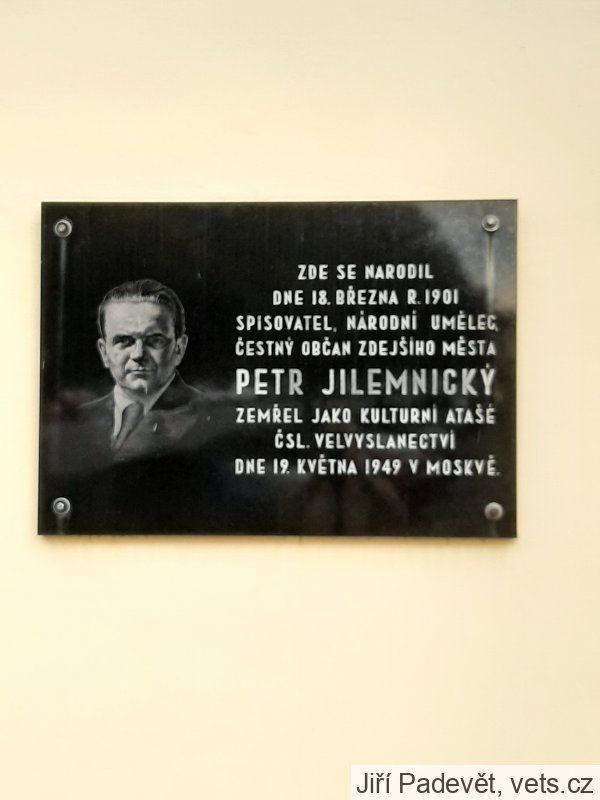 ZDE SE NARODIL
DNE 18. BŘEZNA R. 1901
SPISOVATEL, NÁRODNÍ UMĚLEC,
ČESTNÝ OBČAN ZDEJŠÍHO MĚSTA
PETR JILEMNICKÝ
ZEMŘEL JAKO KULTURNÍ ATAŠÉ
ČSL. VELVYSLANECTVÍ
DNE 19. KVĚTNA 1949 V MOSKVĚ.
Jiří Padevět, vets.cz